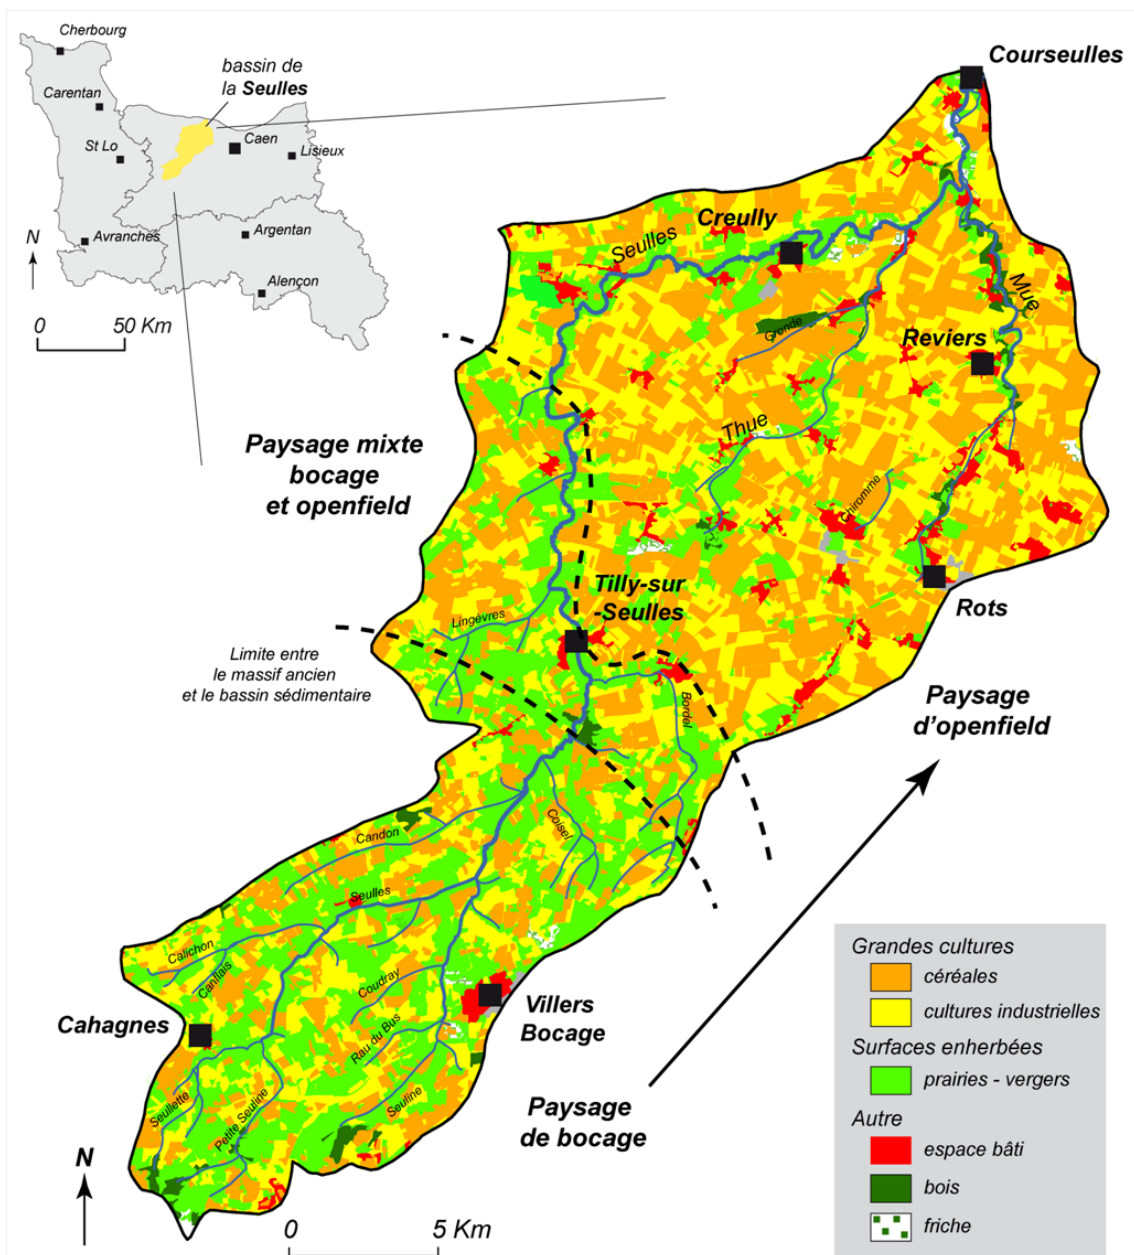 Cherbourg
bassin de
la Seulles
Carentan
St Lo
Caen
Lisieux
N
Avranches
Argentan
Alençon
0 50 Km
Courseulles
Creully
Seulles
Mue
Gronde
Reviers
Thue
Paysage mixte
bocage
et openfield
Chiromme
Tilly-sur
-Seulles
Rots
Lingèvres
Limite entre
le massif ancien
et le bassin sédimentaire
Bordel
Paysage
d'openfield
Coisel
Candon
Seulles
Calichon
Canflais
Coudray
Villers
Bocage
Cahagnes
Rau du Bus
Seullette
Petite Seuline
Seuline
Paysage
de bocage
N
0 5 Km
Grandes cultures
céréales
cultures industrielles
Surfaces enherbées
prairies - vergers
Autre
espace bâti
bois
friche